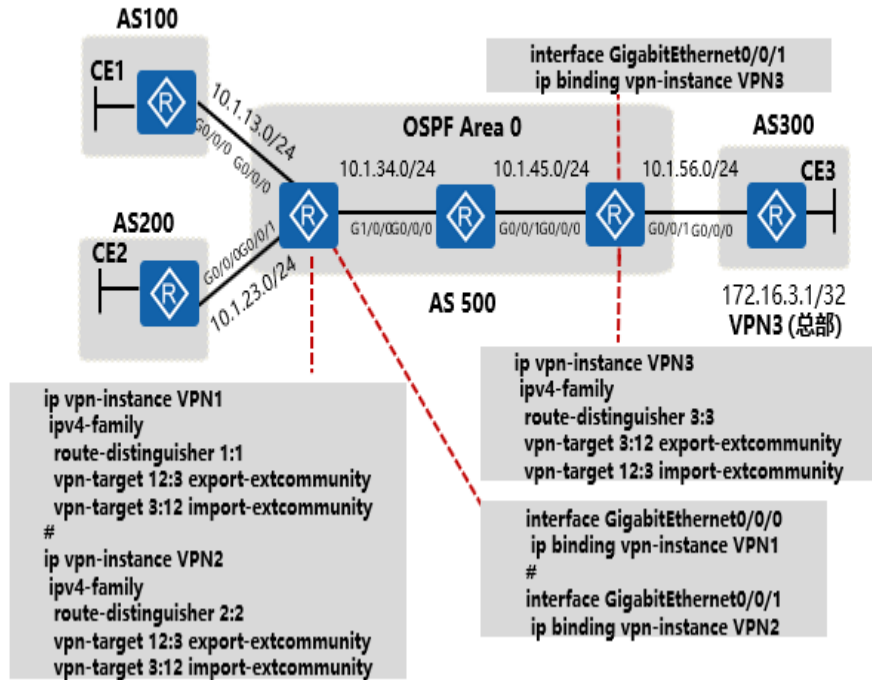 AS100
CE1
10.1.13.0/24
G0/0/0
G0/0/0
interface GigabitEthernet0/0/1
ip binding vpn-instance VPN3
OSPF Area 0
AS300
CE3
10.1.34.0/24
10.1.45.0/24
10.1.56.0/24
R
R
R
R
R
R
G1/0/0G0/0/0
G0/0/1G0/0/0
G0/0/1
G0/0/0
AS200
CE2
G0/0/0G0/0/1
10.1.23.0/24
AS 500
172.16.3.1/32
VPN3 (总部)
ip vpn-instance VPN1
ipv4-family
route-distinguisher 1:1
vpn-target 12:3 export-extcommunity
vpn-target 3:12 import-extcommunity
#
ip vpn-instance VPN2
ipv4-family
route-distinguisher 2:2
vpn-target 12:3 export-extcommunity
vpn-target 3:12 import-extcommunity
ip vpn-instance VPN3
ipv4-family
route-distinguisher 3:3
vpn-target 3:12 export-extcommunity
vpn-target 12:3 import-extcommunity
interface GigabitEthernet0/0/0
ip binding vpn-instance VPN1
#
interface GigabitEthernet0/0/1
ip binding vpn-instance VPN2